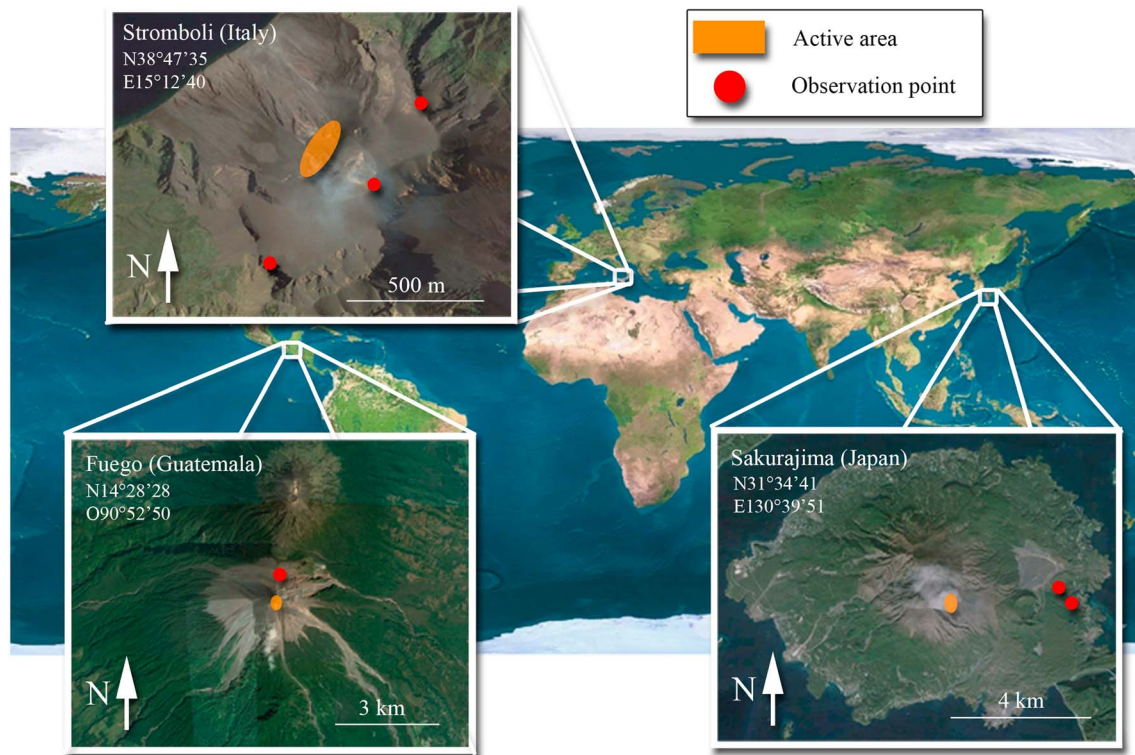 Stromboli (Italy)
N38°47’35
E15°12’40
N
500 m
Active area
Observation point
Fuego (Guatemala)
N14°28’28
O90°52’50
N
3 km
Sakurajima (Japan)
N31°34’41
E130°39’51
N
4 km